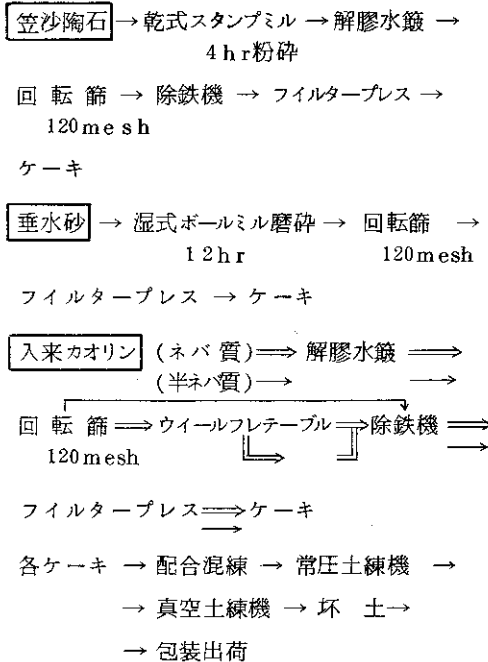 笠沙陶石 → 乾式スタンプミル → 解膠水簸 →
4hr粉砕
回転篩 → 除鉄機 → フイルタープレス →
120mesh
ケーキ
垂水砂 → 湿式ボールミル磨砕 → 回転篩 →
12hr 120mesh
フイルタープレス → ケーキ
入来カオリン (ネバ質) ⟹ 解膠水簸 ⟹
(半ネバ質) → →
回転篩 ⟹ ウイールフレテーブル ⟹ 除鉄機 ⟹
120mesh → →
フイルタープレス ⟹ ケーキ
→
各ケーキ → 配合混練 → 常圧土練機 →
→ 真空土練機 → 坏土 →
→ 包装出荷